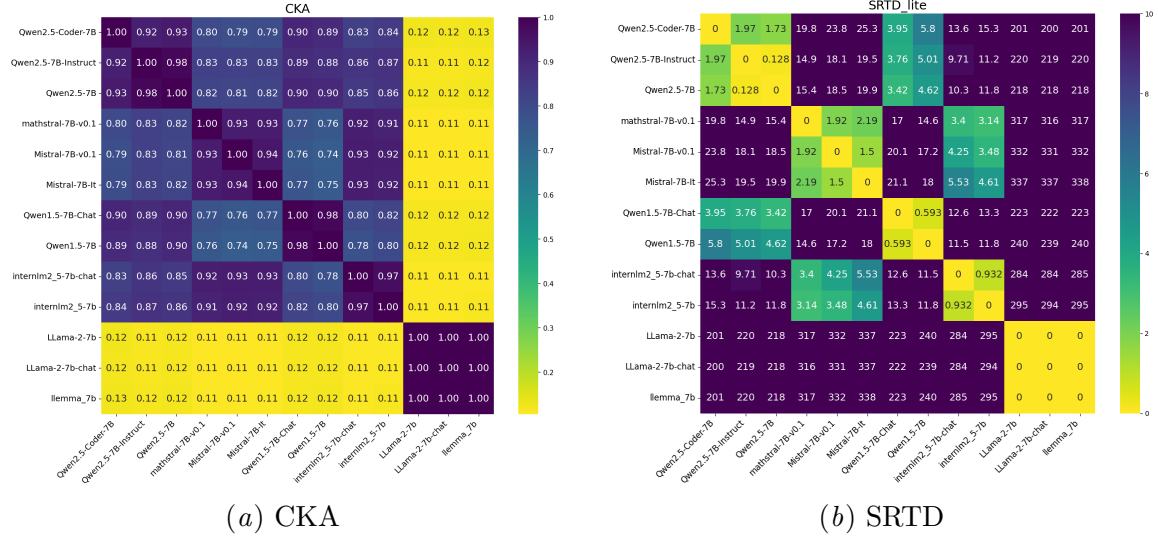 CKA
Qwen2.5-Coder-7B 1.00 0.92 0.93 0.80 0.79 0.79 0.90 0.89 0.83 0.84 0.12 0.12 0.13
Qwen2.5-7B-Instruct 0.92 1.00 0.98 0.83 0.83 0.83 0.89 0.88 0.86 0.87 0.11 0.11 0.12
Qwen2.5-7B 0.93 0.98 1.00 0.82 0.81 0.82 0.90 0.90 0.85 0.86 0.12 0.12 0.12
mathstral-7B-v0.1 0.80 0.83 0.82 1.00 0.93 0.93 0.77 0.76 0.92 0.91 0.11 0.11 0.11
Mistral-7B-v0.1 0.79 0.83 0.81 0.93 1.00 0.94 0.76 0.74 0.93 0.92 0.11 0.11 0.11
Mistral-7B-It 0.79 0.83 0.82 0.93 0.94 1.00 0.77 0.75 0.93 0.92 0.11 0.11 0.11
Qwen1.5-7B-Chat 0.90 0.89 0.90 0.77 0.76 0.77 1.00 0.98 0.80 0.82 0.12 0.12 0.12
Qwen1.5-7B 0.89 0.88 0.90 0.76 0.74 0.75 0.98 1.00 0.78 0.80 0.12 0.12 0.12
internlm2_5-7b-chat 0.83 0.86 0.85 0.92 0.93 0.93 0.80 0.78 1.00 0.97 0.11 0.11 0.11
internlm2_5-7b 0.84 0.87 0.86 0.91 0.92 0.92 0.82 0.80 0.97 1.00 0.11 0.11 0.11
LLama-2-7b 0.12 0.11 0.12 0.11 0.11 0.11 0.12 0.12 0.11 0.11 1.00 1.00 1.00
LLama-2-7b-chat 0.12 0.11 0.12 0.11 0.11 0.11 0.12 0.12 0.11 0.11 1.00 1.00 1.00
llemma_7b 0.13 0.12 0.12 0.11 0.11 0.11 0.12 0.12 0.11 0.11 1.00 1.00 1.00
Qwen2.5-Coder-7B Qwen2.5-7B-Instruct Qwen2.5-7B mathstral-7B-v0.1 Mistral-7B-v0.1 Mistral-7B-It Qwen1.5-7B-Chat Qwen1.5-7B internlm2_5-7b-chat internlm2_5-7b LLama-2-7b LLama-2-7b-chat llemma_7b
1.0
0.9
0.8
0.7
0.6
0.5
0.4
0.3
0.2
(a) CKA
SRTD_lite
Qwen2.5-Coder-7B 0 1.97 1.73 19.8 23.8 25.3 3.95 5.8 13.6 15.3 201 200 201
Qwen2.5-7B-Instruct 1.97 0 0.128 14.9 18.1 19.5 3.76 5.01 9.71 11.2 220 219 220
Qwen2.5-7B 1.73 0.128 0 15.4 18.5 19.9 3.42 4.62 10.3 11.8 218 218 218
mathstral-7B-v0.1 19.8 14.9 15.4 0 1.92 2.19 17 14.6 3.4 3.14 317 316 317
Mistral-7B-v0.1 23.8 18.1 18.5 1.92 0 1.5 20.1 17.2 4.25 3.48 332 331 332
Mistral-7B-It 25.3 19.5 19.9 2.19 1.5 0 21.1 18 5.53 4.61 337 337 338
Qwen1.5-7B-Chat 3.95 3.76 3.42 17 20.1 21.1 0 0.593 12.6 13.3 223 222 223
Qwen1.5-7B 5.8 5.01 4.62 14.6 17.2 18 0.593 0 11.5 11.8 240 239 240
internlm2_5-7b-chat 13.6 9.71 10.3 3.4 4.25 5.53 12.6 11.5 0 0.932 284 284 285
internlm2_5-7b 15.3 11.2 11.8 3.14 3.48 4.61 13.3 11.8 0.932 0 295 294 295
LLama-2-7b 201 220 218 317 332 337 223 240 284 295 0 0 0
LLama-2-7b-chat 200 219 218 316 331 337 222 239 284 294 0 0 0
llemma_7b 201 220 218 317 332 338 223 240 285 295 0 0 0
Qwen2.5-Coder-7B Qwen2.5-7B-Instruct Qwen2.5-7B mathstral-7B-v0.1 Mistral-7B-v0.1 Mistral-7B-It Qwen1.5-7B-Chat Qwen1.5-7B internlm2_5-7b-chat internlm2_5-7b LLama-2-7b LLama-2-7b-chat llemma_7b
10
8
6
4
2
0
(b) SRTD